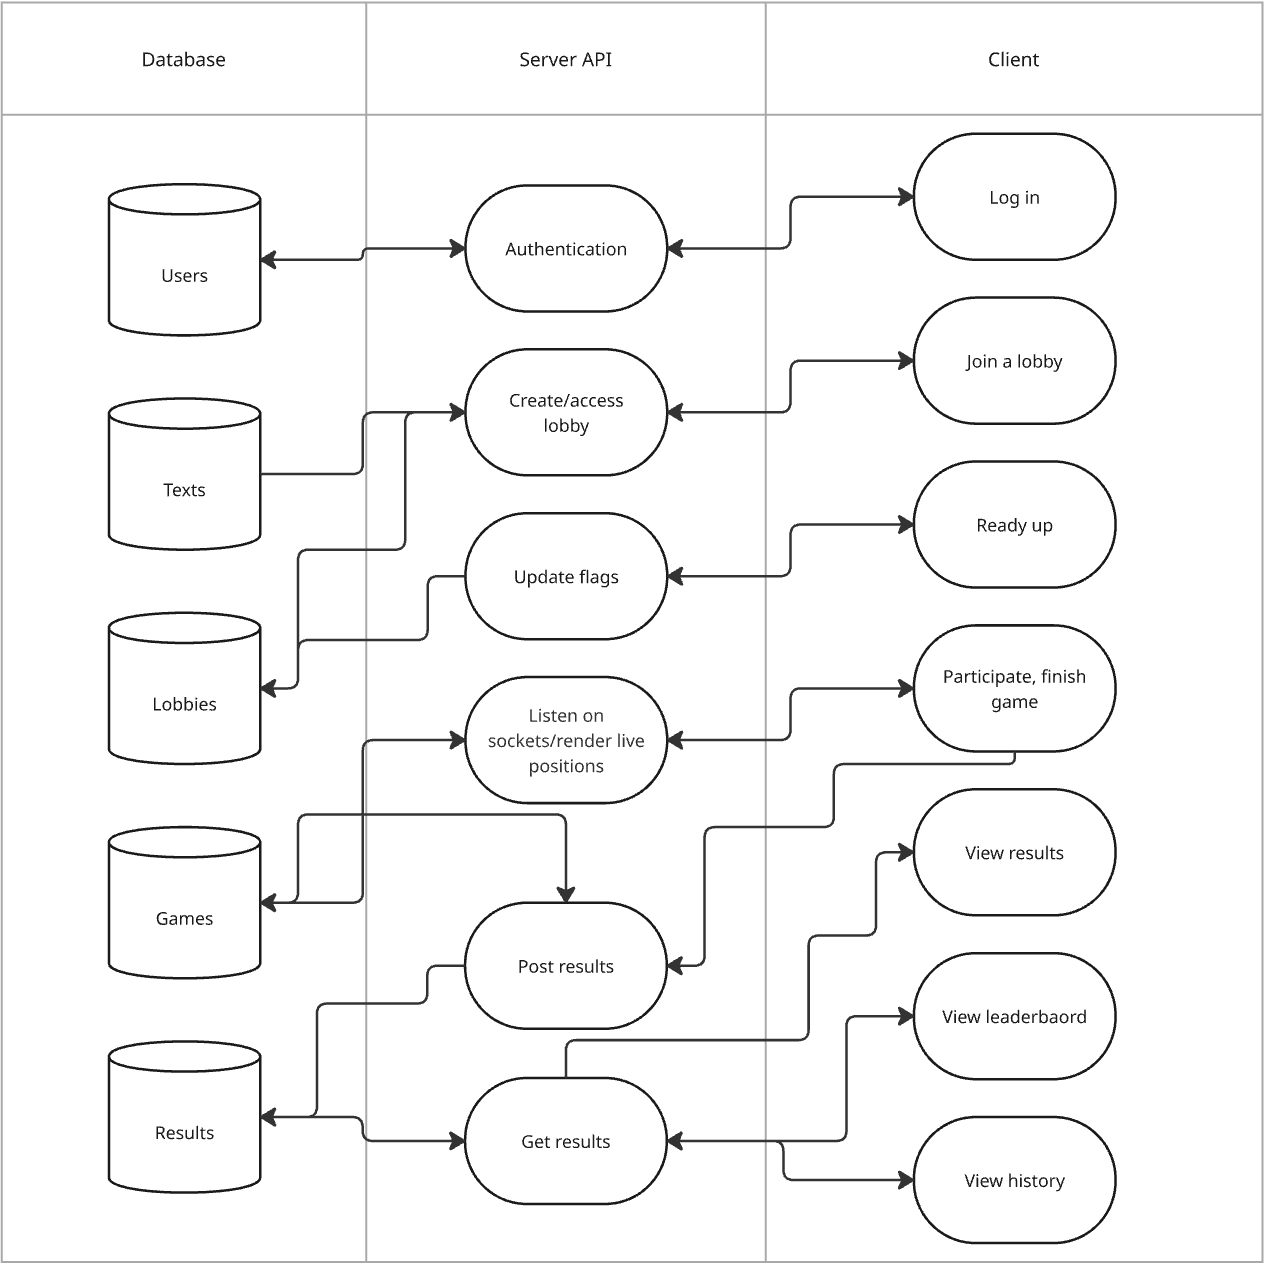 Database
Server API
Client
Users
Texts
Lobbies
Games
Results
Authentication
Create/access
lobby
Update flags
Listen on
sockets/render live
positions
Post results
Get results
Log in
Join a lobby
Ready up
Participate, finish
game
View results
View leaderbaord
View history